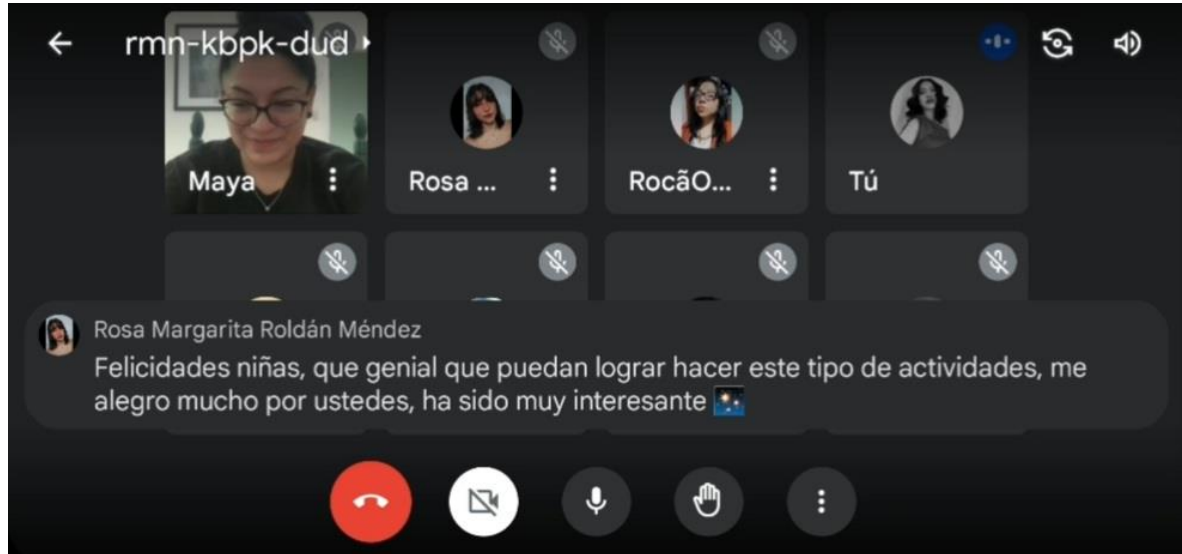 rmn-kbpk-dud
Maya
Rosa ...
RocãO...
Tú
Rosa Margarita Roldán Méndez
Felicidades niñas, que genial que puedan lograr hacer este tipo de actividades, me
alegro mucho por ustedes, ha sido muy interesante 🎇